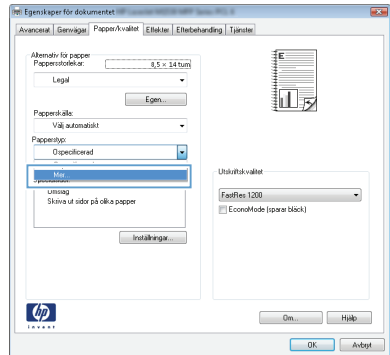 Egenskaper för dokumentet
Avancerat Genvägar Papper/kvalitet Effekter Efterbehandling Tjänster
Alternativ för papper
Pappersstorlekar: 8,5 × 14 tum
Legal
Egen...
Papperskälla:
Välj automatiskt
Papperstyp:
Ospecificerad
Mer...
Omslag
Skriva ut sidor på olika papper
Inställningar...
E
Utskriftskvalitet
FastRes 1200
EconoMode (sparar bläck)
hp
invent
Om... Hjälp
OK Avbryt